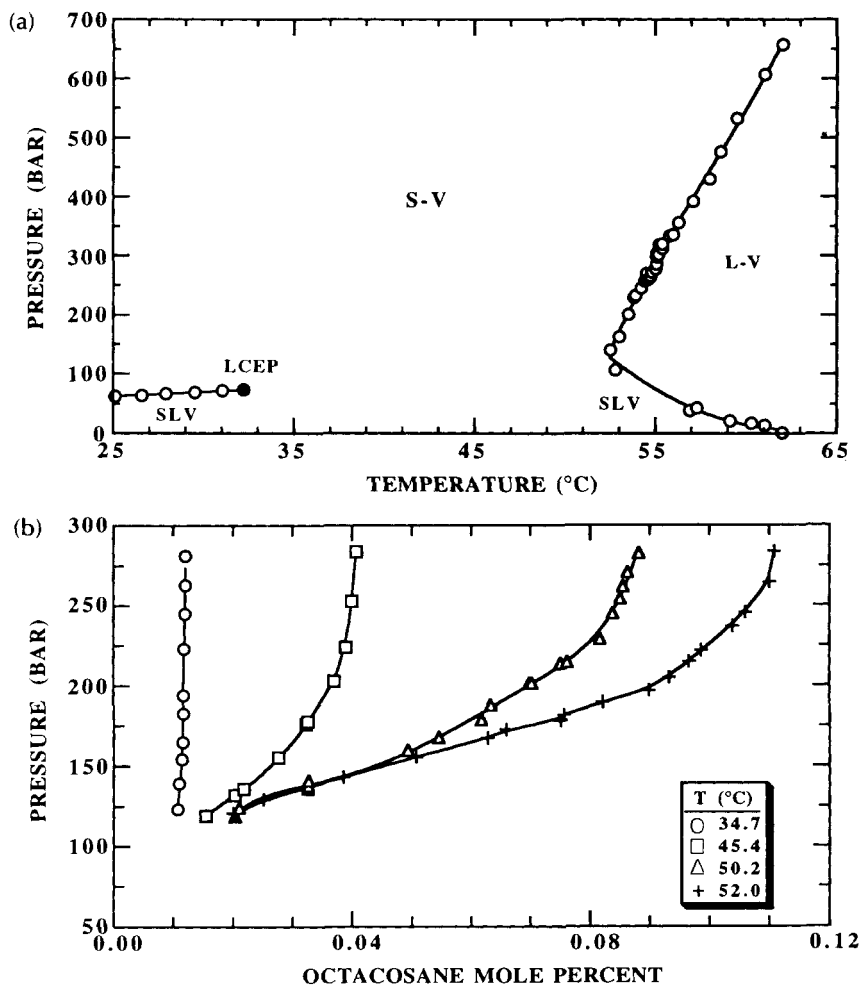 (a)
700
600
500
400
300
200
100
0
PRESSURE (BAR)
S-V
L-V
LCEP
SLV
SLV
25
35
45
55
65
TEMPERATURE (°C)
(b)
300
250
200
150
100
50
PRESSURE (BAR)
T (°C)
34.7
45.4
50.2
52.0
0.00
0.04
0.08
0.12
OCTACOSANE MOLE PERCENT